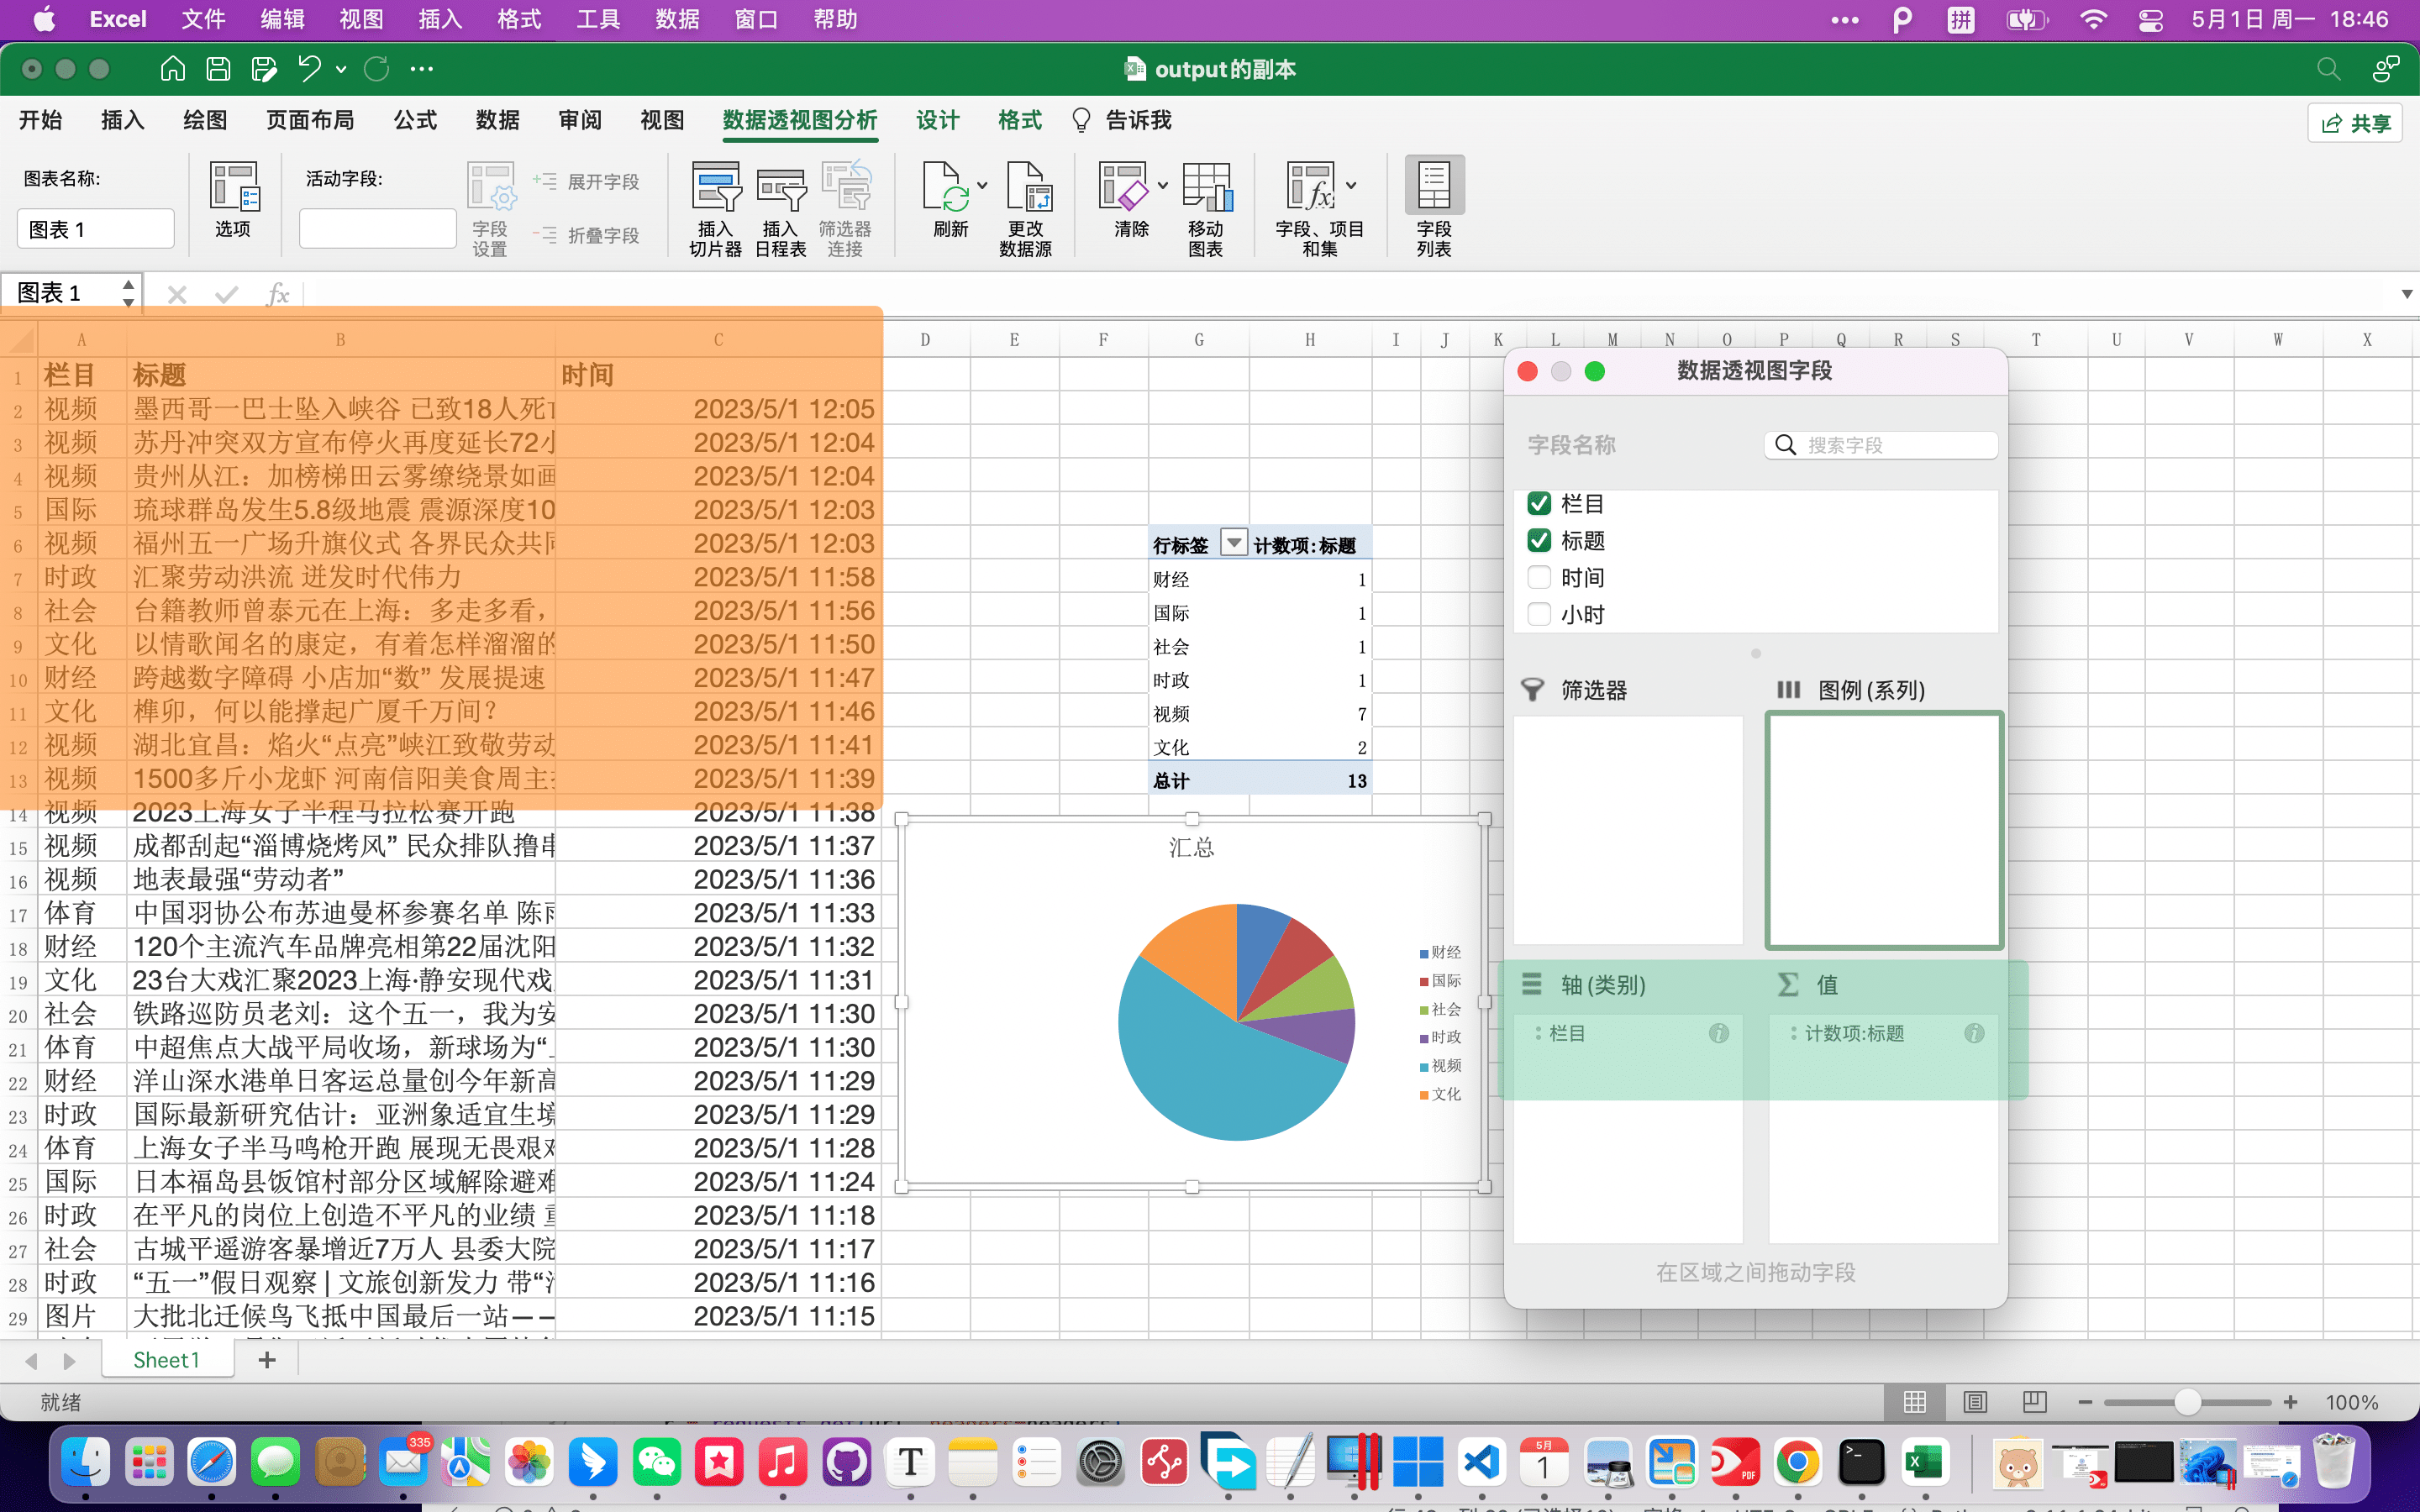 Excel 文件 编辑 视图 插入 格式 工具 数据 窗口 帮助 拼 5月1日 周一 18:46
output的副本
开始 插入 绘图 页面布局 公式 数据 审阅 视图 数据透视图分析 设计 格式 告诉我 共享
图表名称:
图表 1
选项
活动字段:
字段
设置
展开字段
折叠字段
插入
切片器
插入
日程表
筛选器
连接
刷新
更改
数据源
清除
移动
图表
字段、项目
和集
字段
列表
图表 1 fx
A B C D E F G H I J K L M N O P Q R S T U V W X
1 栏目 标题 时间
2 视频 墨西哥一巴士坠入峡谷 已致18人死 2023/5/1 12:05
3 视频 苏丹冲突双方宣布停火再度延长72 2023/5/1 12:04
4 视频 贵州从江：加榜梯田云雾缭绕景如画 2023/5/1 12:04
5 国际 琉球群岛发生5.8级地震 震源深度10 2023/5/1 12:03
6 视频 福州五一广场升旗仪式 各界民众共 2023/5/1 12:03
7 时政 汇聚劳动洪流 迸发时代伟力 2023/5/1 11:58
8 社会 台籍教师曾泰元在上海：多走多看， 2023/5/1 11:56
9 文化 以情歌闻名的康定，有着怎样溜溜的 2023/5/1 11:50
10 财经 跨越数字障碍 小店加“数” 发展提速 2023/5/1 11:47
11 文化 榫卯，何以能撑起广厦千万间？ 2023/5/1 11:46
12 视频 湖北宜昌：焰火“点亮”峡江致敬劳动 2023/5/1 11:41
13 视频 1500多斤小龙虾 河南信阳美食周主 2023/5/1 11:39
14 视频 2023上海女子半程马拉松赛开跑 2023/5/1 11:38
15 视频 成都刮起“淄博烧烤风” 民众排队撸串 2023/5/1 11:37
16 视频 地表最强“劳动者” 2023/5/1 11:36
17 体育 中国羽协公布苏迪曼杯参赛名单 陈雨 2023/5/1 11:33
18 财经 120个主流汽车品牌亮相第22届沈阳 2023/5/1 11:32
19 文化 23台大戏汇聚2023上海·静安现代戏 2023/5/1 11:31
20 社会 铁路巡防员老刘：这个五一，我为安 2023/5/1 11:30
21 体育 中超焦点大战平局收场，新球场为“ 2023/5/1 11:30
22 财经 洋山深水港单日客运总量创今年新高 2023/5/1 11:29
23 时政 国际最新研究估计：亚洲象适宜生境 2023/5/1 11:29
24 体育 上海女子半马鸣枪开跑 展现无畏艰 2023/5/1 11:28
25 国际 日本福岛县饭馆村部分区域解除避难 2023/5/1 11:24
26 时政 在平凡的岗位上创造不平凡的业绩 2023/5/1 11:18
27 社会 古城平遥游客暴增近7万人 县委大院 2023/5/1 11:17
28 时政 “五一”假日观察 | 文旅创新发力 带“ 2023/5/1 11:16
29 图片 大批北迁候鸟飞抵中国最后一站—— 2023/5/1 11:15
行标签 计数项:标题
财经 1
国际 1
社会 1
时政 1
视频 7
文化 2
总计 13
汇总
财经
国际
社会
时政
视频
文化
数据透视图字段
字段名称 搜索字段
栏目
标题
时间
小时
筛选器 图例 (系列)
轴 (类别) 值
栏目 计数项:标题
在区域之间拖动字段
Sheet1
就绪 100%
335
5月
1
PDF